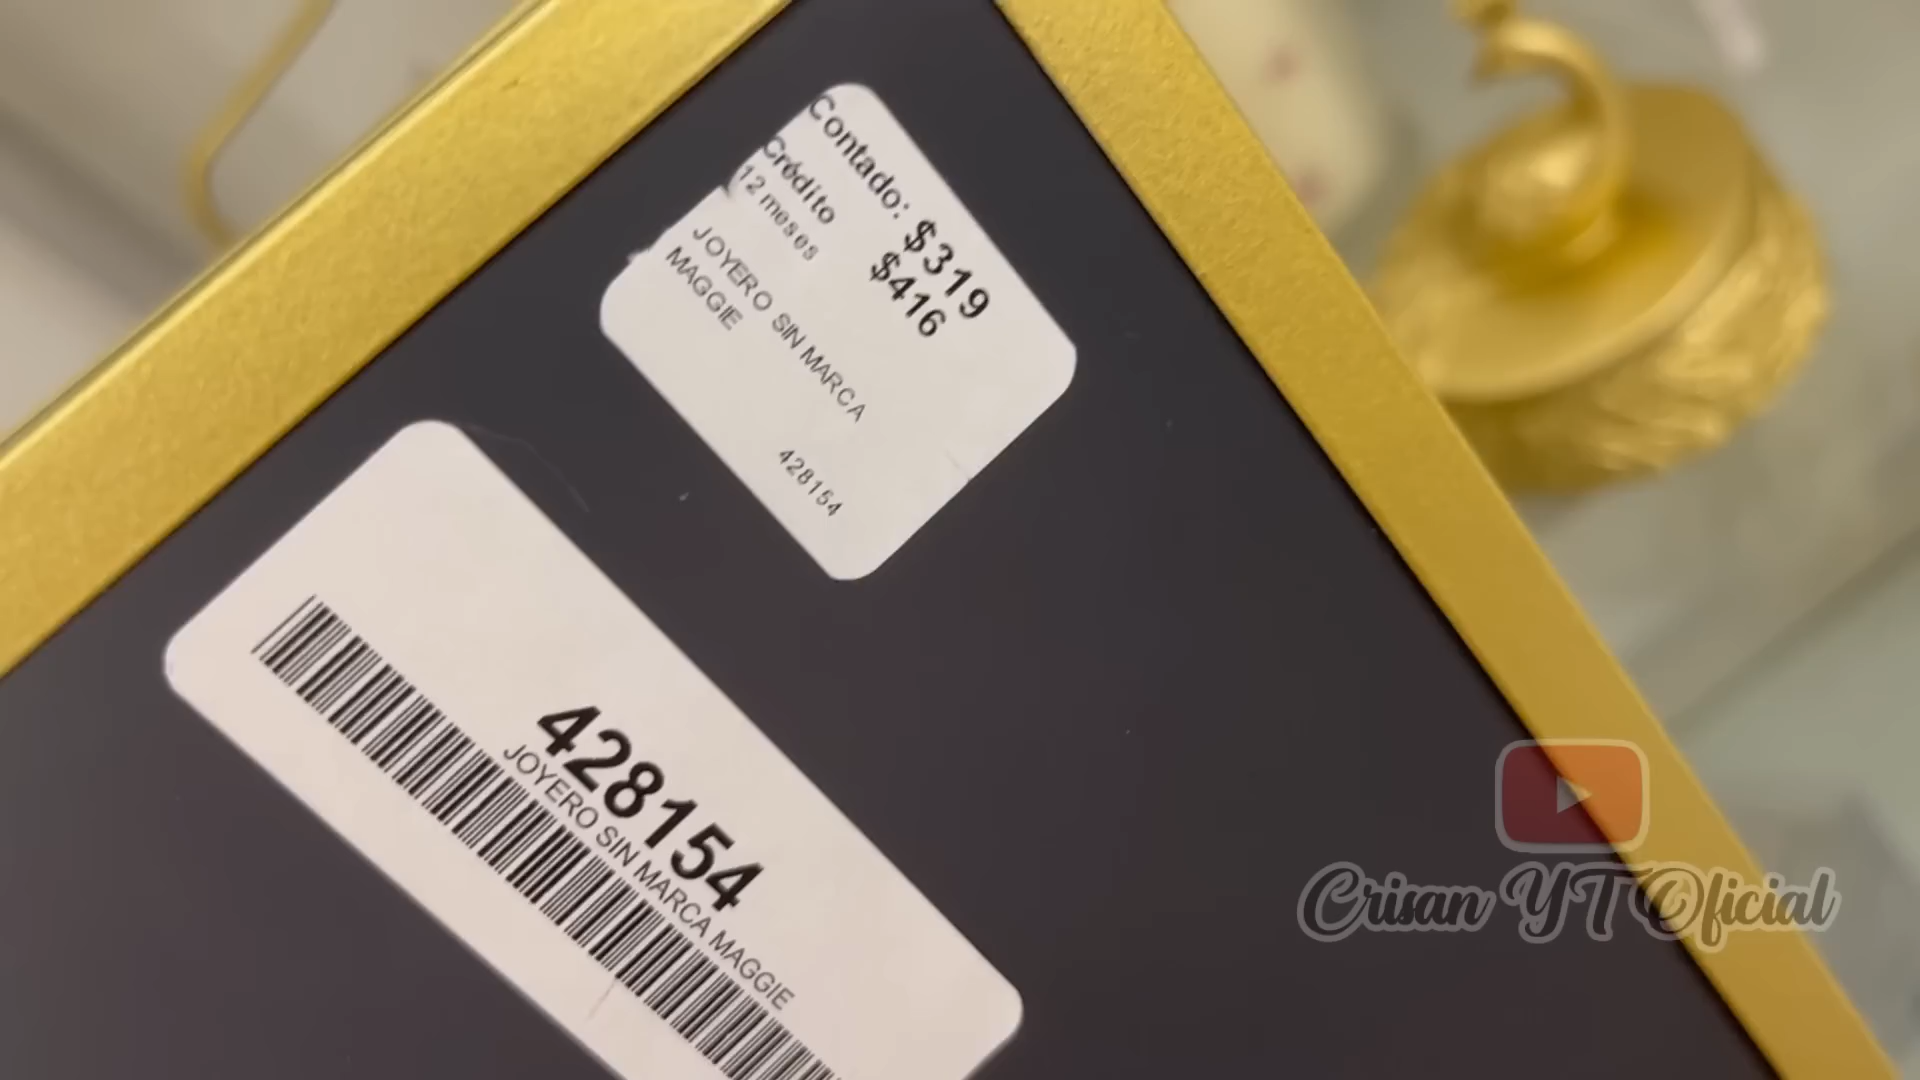 Contado: $319
Crédito $416
12 meses
JOYERO SIN MARCA
MAGGIE
428154
428154
JOYERO SIN MARCA MAGGIE
Crisan YT Oficial